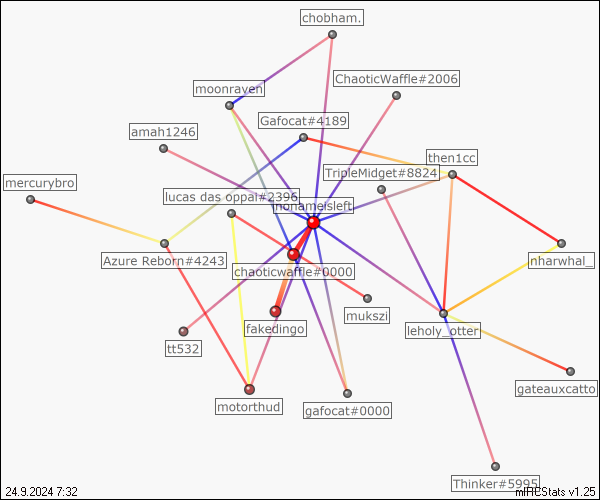 chobham.
ChaoticWaffle#2006
moonraven
Gafocat#4189
amah1246
then1cc
TripleMidget#8824
mercurybro
lucas das oppai#2396
nonameisleft
Azure Reborn#4243
nharwhal_
chaoticwaffle#0000
mukszi
fakedingo
leholy_otter
tt532
gateauxcatto
motorthud
gafocat#0000
Thinker#5995
24.9.2024 7:32
mIRCStats v1.25